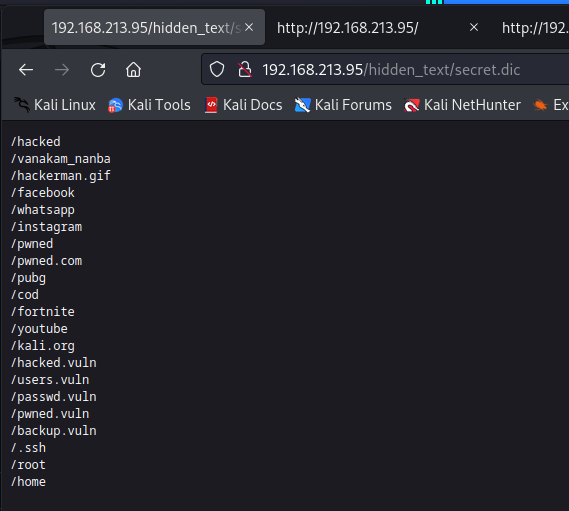 192.168.213.95/hidden_text/s
http://192.168.213.95/
http://192.
192.168.213.95/hidden_text/secret.dic
Kali Linux
Kali Tools
Kali Docs
Kali Forums
Kali NetHunter
Ex
/hacked
/vanakam_nanba
/hackerman.gif
/facebook
/whatsapp
/instagram
/pwned
/pwned.com
/pubg
/cod
/fortnite
/youtube
/kali.org
/hacked.vuln
/users.vuln
/passwd.vuln
/pwned.vuln
/backup.vuln
/.ssh
/root
/home